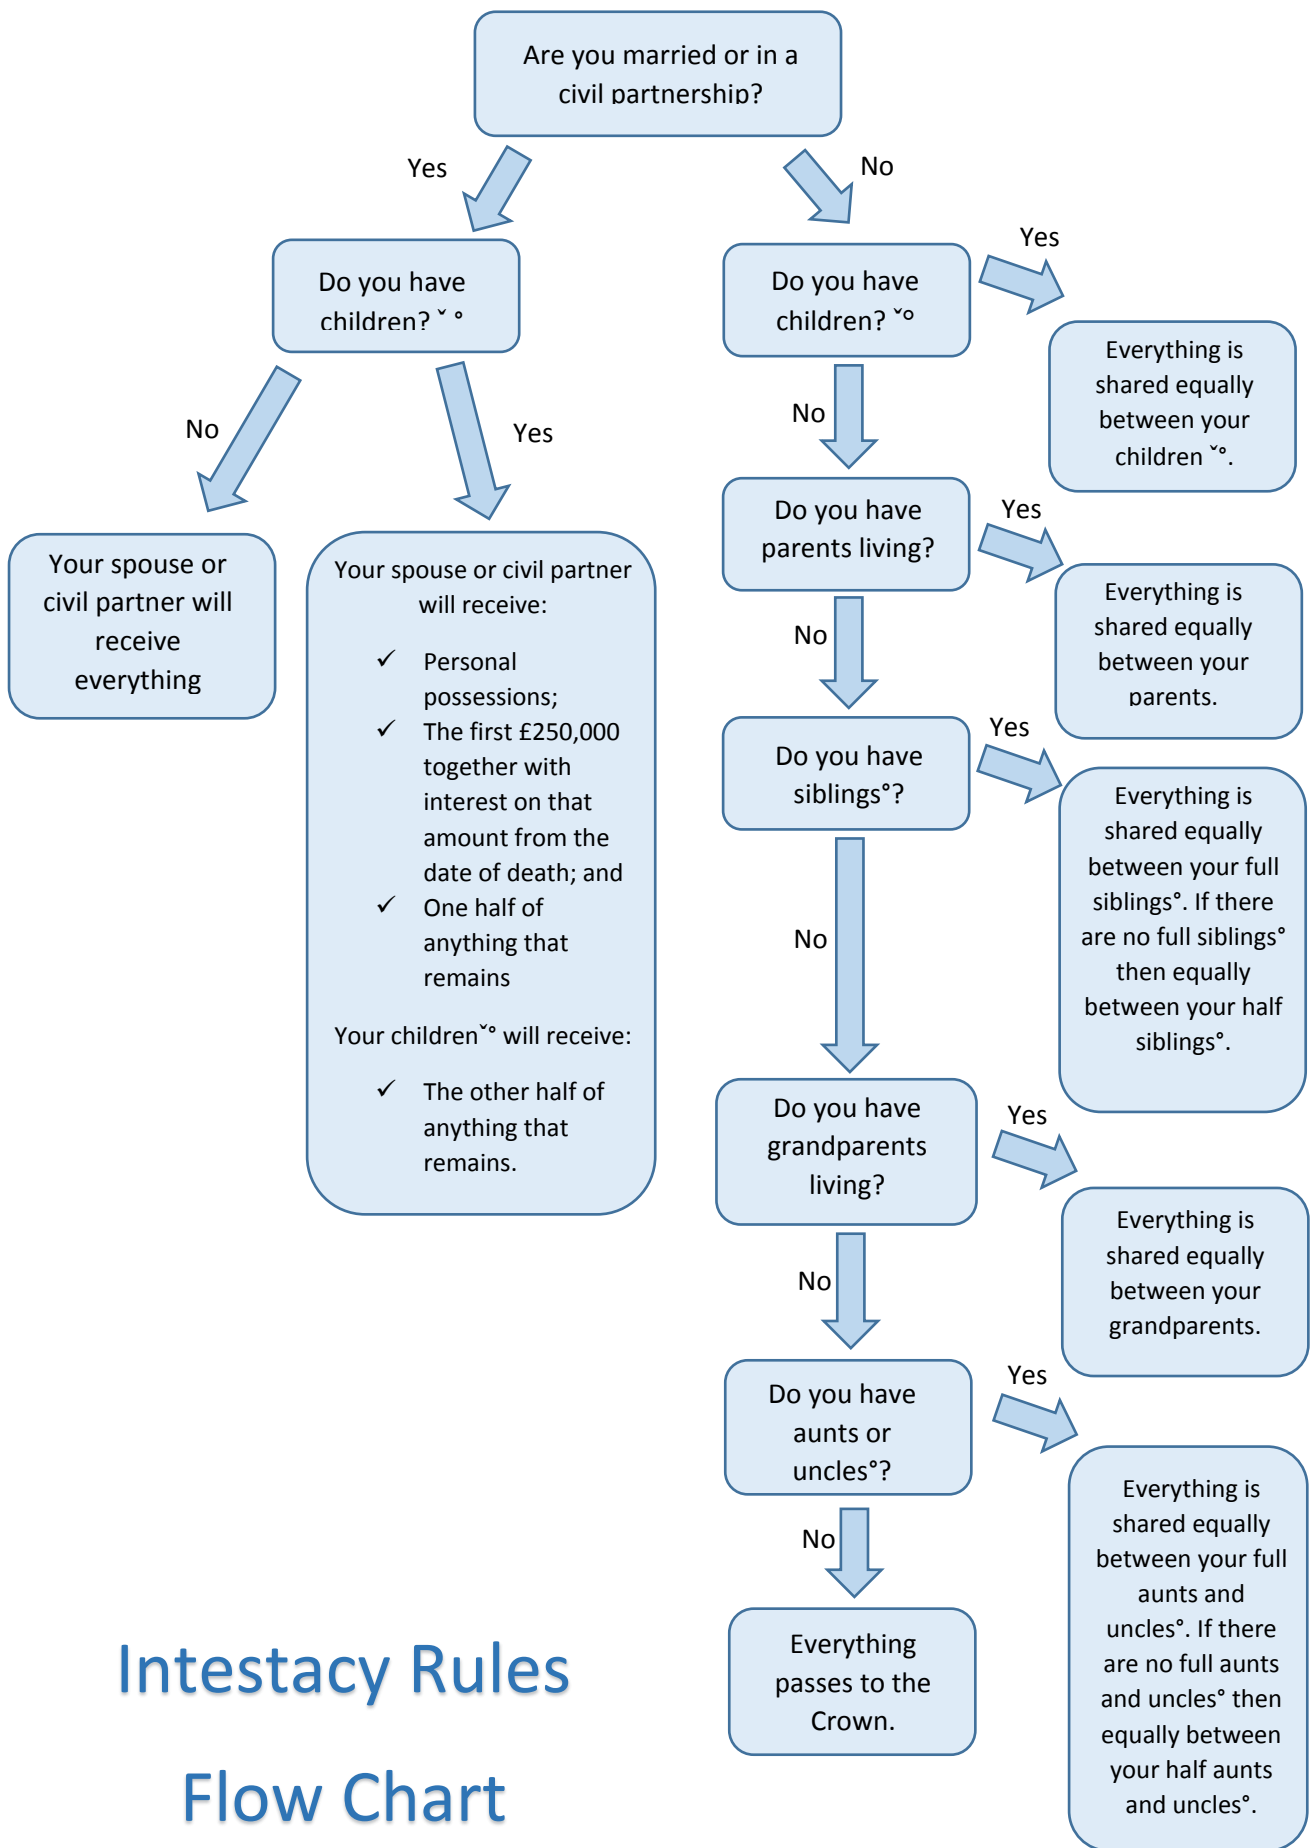 Are you married or in a
civil partnership?
Yes
No
Do you have
children? ˇ °
Do you have
children? ˇ°
Yes
Everything is
shared equally
between your
children ˇ°.
No
Yes
No
Your spouse or
civil partner will
receive
everything
Your spouse or civil partner
will receive:
✓ Personal
possessions;
✓ The first £250,000
together with
interest on that
amount from the
date of death; and
✓ One half of
anything that
remains
Your childrenˇ° will receive:
✓ The other half of
anything that
remains.
Do you have
parents living?
Yes
Everything is
shared equally
between your
parents.
No
Do you have
siblings°?
Yes
Everything is
shared equally
between your full
siblings°. If there
are no full siblings°
then equally
between your half
siblings°.
No
Do you have
grandparents
living?
Yes
Everything is
shared equally
between your
grandparents.
No
Do you have
aunts or
uncles°?
Yes
Everything is
shared equally
between your full
aunts and
uncles°. If there
are no full aunts
and uncles° then
equally between
your half aunts
and uncles°.
No
Everything
passes to the
Crown.
Intestacy Rules
Flow Chart